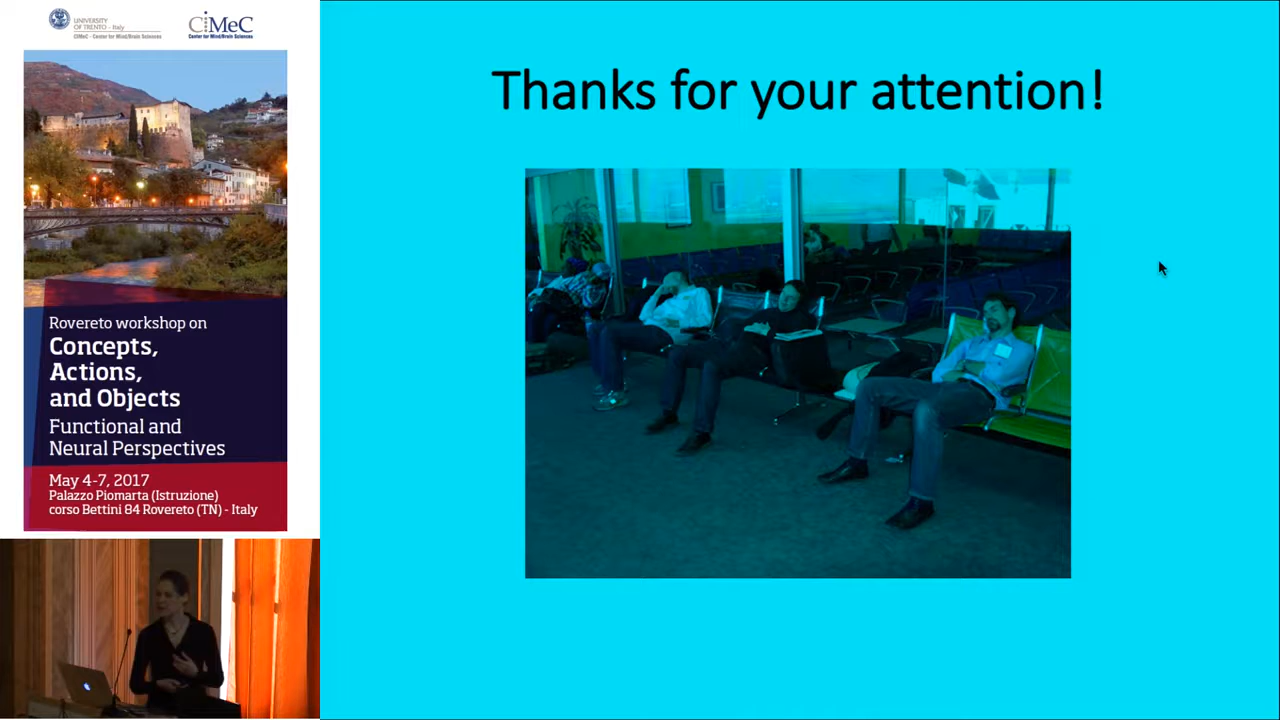 UNIVERSITY
OF TRENTO - Italy
CIMeC - Center for Mind/Brain Sciences
CiMeC
Center for Mind/Brain Sciences
Thanks for your attention!
Rovereto workshop on
Concepts,
Actions,
and Objects
Functional and
Neural Perspectives
May 4-7, 2017
Palazzo Piomarta (Istruzione)
corso Bettini 84 Rovereto (TN) - Italy